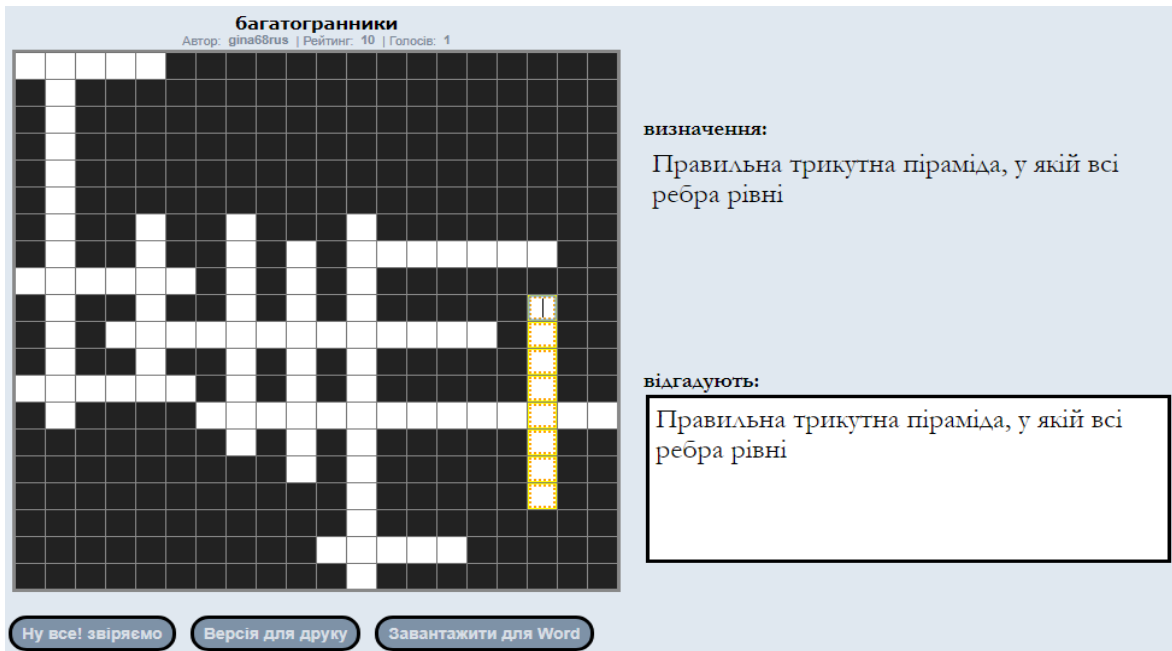 багатогранники
Автор: gina68rus | Рейтинг: 10 | Голосів: 1
визначення:
Правильна трикутна піраміда, у якій всі
ребра рівні
відгадують:
Правильна трикутна піраміда, у якій всі
ребра рівні
Ну все! звіряємо
Версія для друку
Завантажити для Word